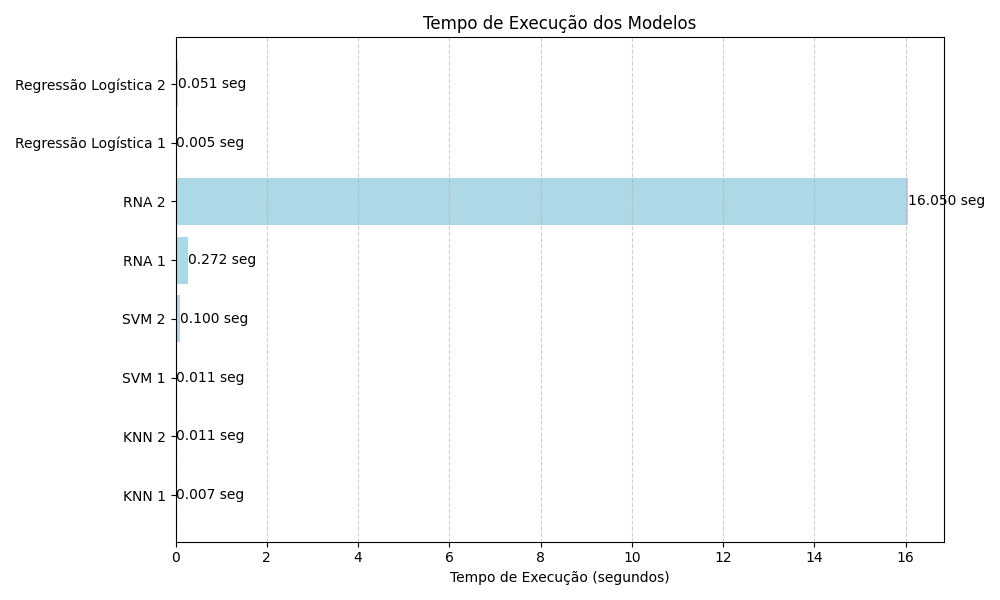 Tempo de Execução dos Modelos
Regressão Logística 2
0.051 seg
Regressão Logística 1
0.005 seg
RNA 2
16.050 seg
RNA 1
0.272 seg
SVM 2
0.100 seg
SVM 1
0.011 seg
KNN 2
0.011 seg
KNN 1
0.007 seg
0 2 4 6 8 10 12 14 16
Tempo de Execução (segundos)